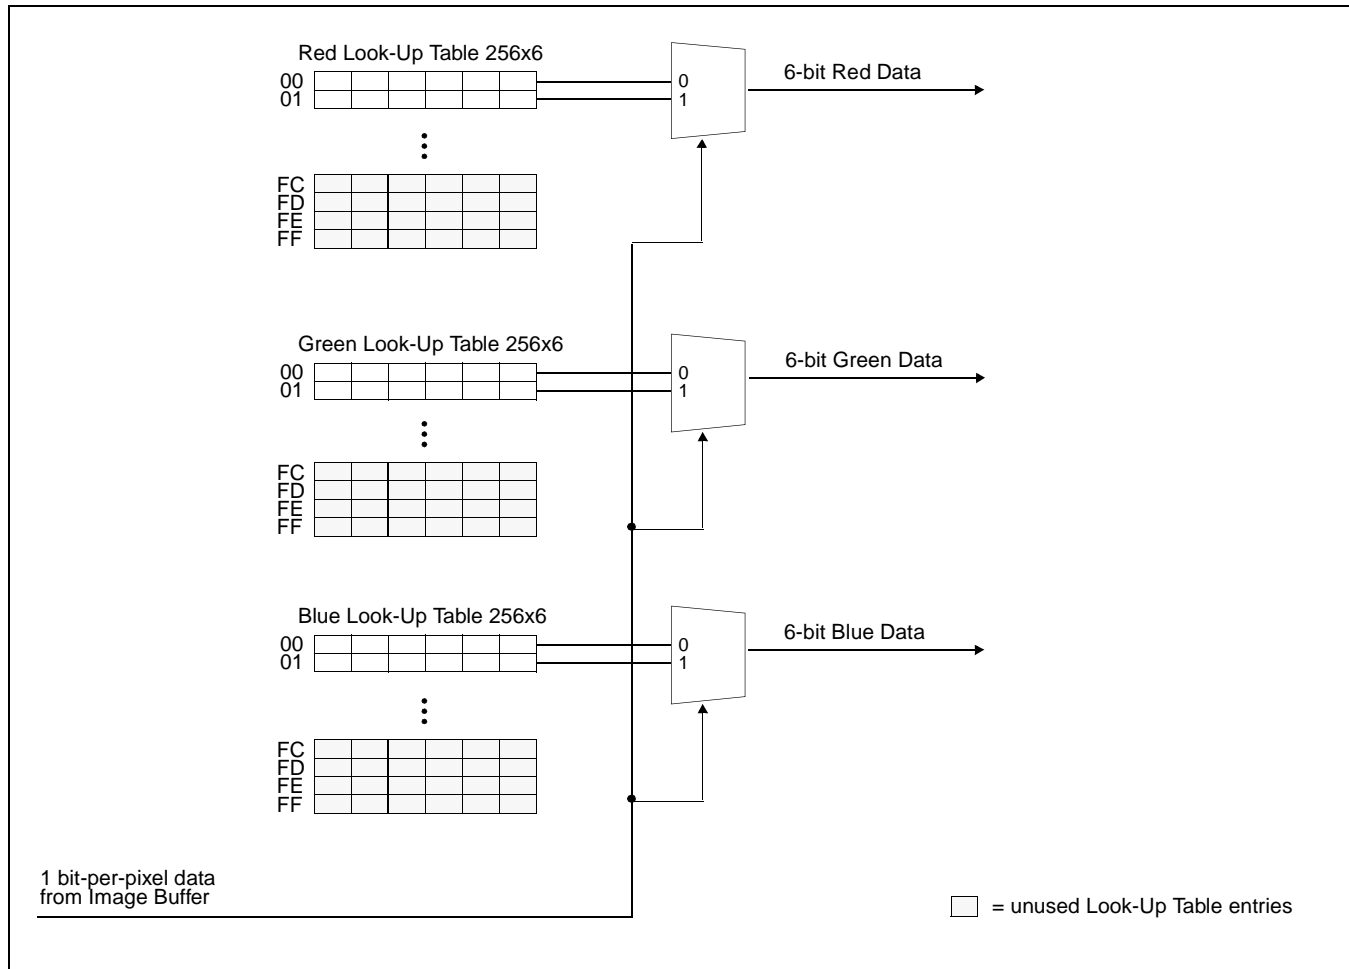 Red Look-Up Table 256x6
00
01
FC
FD
FE
FF
0
1
6-bit Red Data
Green Look-Up Table 256x6
00
01
FC
FD
FE
FF
0
1
6-bit Green Data
Blue Look-Up Table 256x6
00
01
FC
FD
FE
FF
0
1
6-bit Blue Data
1 bit-per-pixel data
from Image Buffer
= unused Look-Up Table entries